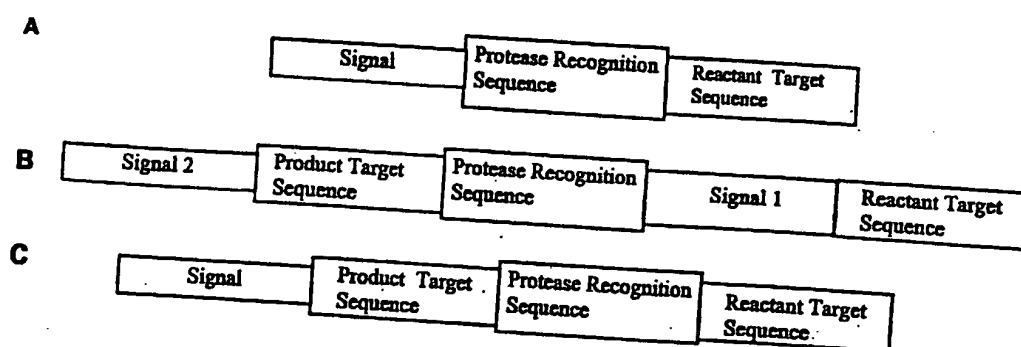 A
Signal
Protease Recognition
Sequence
Reactant Target
Sequence
B
Signal 2
Product Target
Sequence
Protease Recognition
Sequence
Signal 1
Reactant Target
Sequence
C
Signal
Product Target
Sequence
Protease Recognition
Sequence
Reactant Target
Sequence